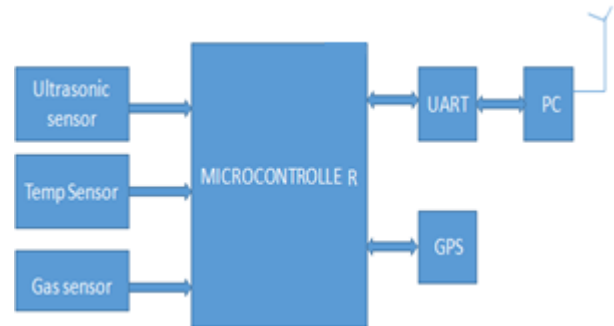 Ultrasonic
sensor
Temp Sensor
Gas sensor
MICROCONTROLLE R
UART
PC
GPS